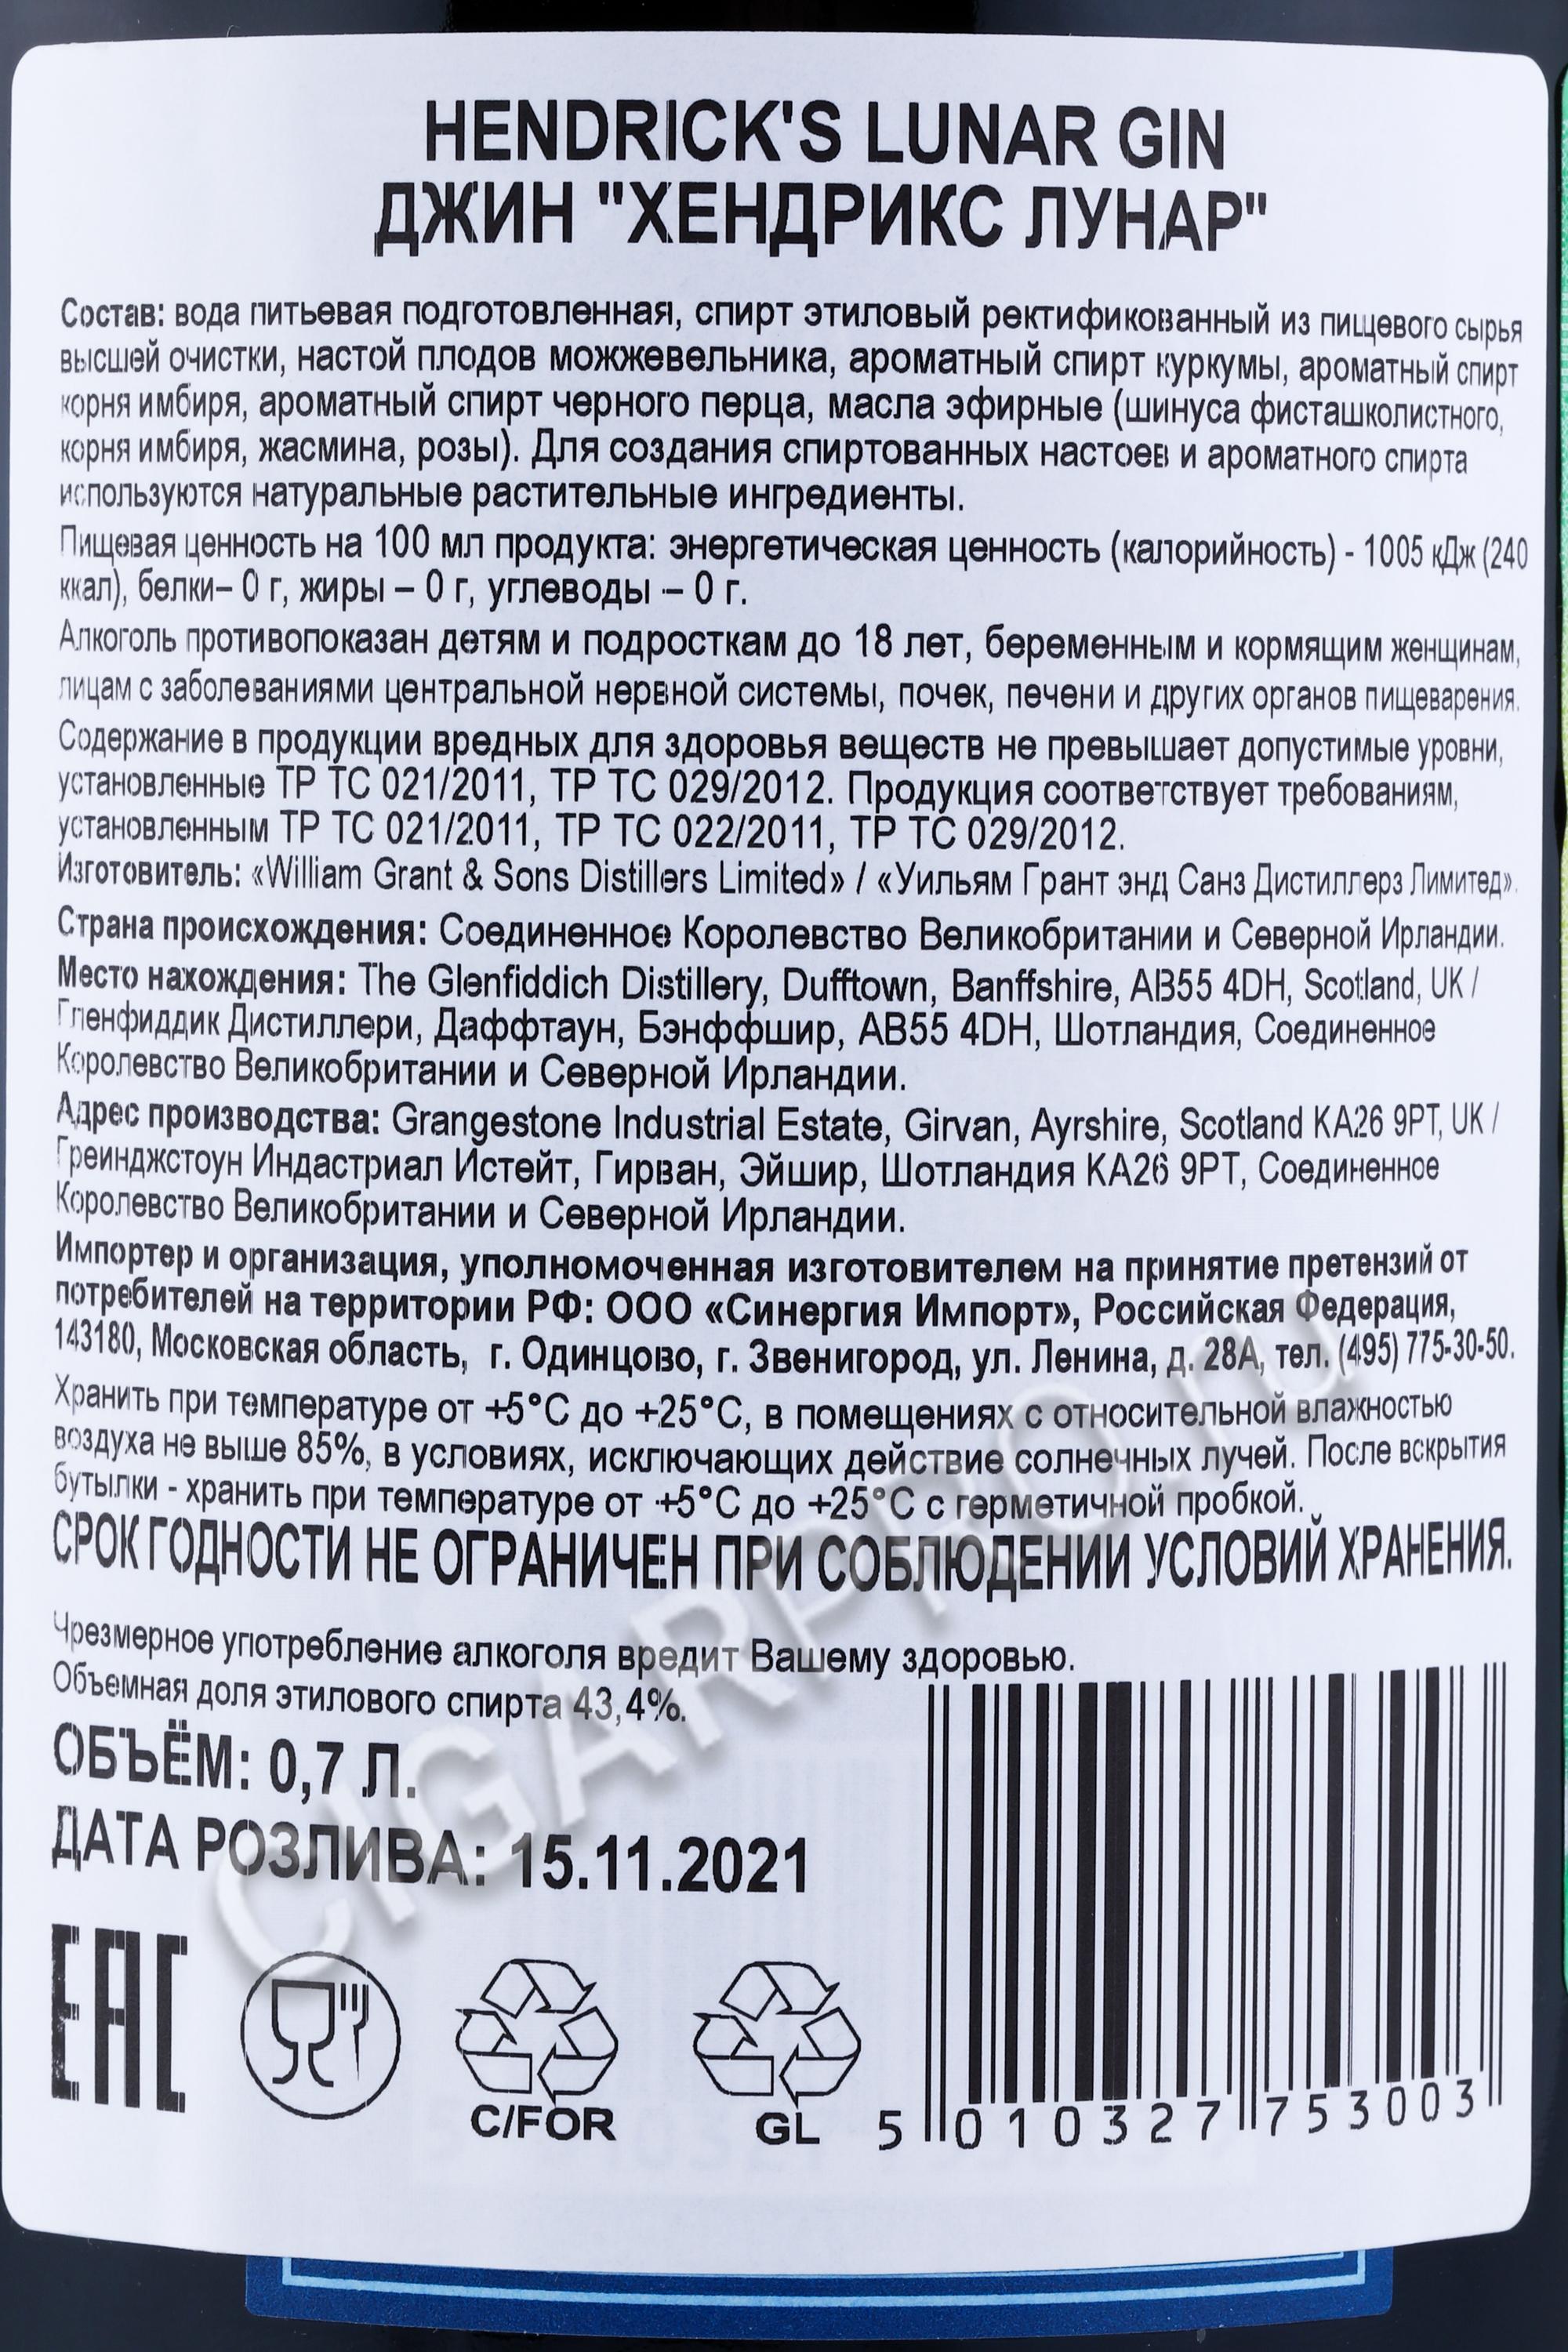 HENDRICK'S LUNAR GIN
ДЖИН "ХЕНДРИКС ЛУНАР"
Состав: вода питьевая подготовленная, спирт этиловый ректификованный из пищевого сырья
высшей очистки, настой плодов можжевельника, ароматный спирт куркумы, ароматный спирт
корня имбиря, ароматный спирт черного перца, масла эфирные (шинуса фисташколистного,
корня имбиря, жасмина, розы). Для создания спиртованных настоев и ароматного спирта
используются натуральные растительные ингредиенты.
Пищевая ценность на 100 мл продукта: энергетическая ценность (калорийность) - 1005 кДж (240
ккал), белки– 0 г, жиры – 0 г, углеводы – 0 г.
Алкоголь противопоказан детям и подросткам до 18 лет, беременным и кормящим женщинам,
лицам с заболеваниями центральной нервной системы, почек, печени и других органов пищеварения.
Содержание в продукции вредных для здоровья веществ не превышает допустимые уровни,
установленные ТР ТС 021/2011, ТР ТС 029/2012. Продукция соответствует требованиям,
установленным ТР ТС 021/2011, ТР ТС 022/2011, ТР ТС 029/2012.
Изготовитель: «William Grant & Sons Distillers Limited» / «Уильям Грант энд Санз Дистиллерз Лимитед».
Страна происхождения: Соединенное Королевство Великобритании и Северной Ирландии.
Место нахождения: The Glenfiddich Distillery, Dufftown, Banffshire, AB55 4DH, Scotland, UK /
Гленфиддик Дистиллери, Даффтаун, Бэнффшир, AB55 4DH, Шотландия, Соединенное
Королевство Великобритании и Северной Ирландии.
Адрес производства: Grangestone Industrial Estate, Girvan, Ayrshire, Scotland KA26 9PT, UK /
Греинджстоун Индастриал Истейт, Гирван, Эйшир, Шотландия KA26 9PT, Соединенное
Королевство Великобритании и Северной Ирландии.
Импортер и организация, уполномоченная изготовителем на принятие претензий от
потребителей на территории РФ: ООО «Синергия Импорт», Российская Федерация,
143180, Московская область, г. Одинцово, г. Звенигород, ул. Ленина, д. 28А, тел. (495) 775-30-50.
Хранить при температуре от +5°С до +25°С, в помещениях с относительной влажностью
воздуха не выше 85%, в условиях, исключающих действие солнечных лучей. После вскрытия
бутылки - хранить при температуре от +5°С до +25°С с герметичной пробкой.
СРОК ГОДНОСТИ НЕ ОГРАНИЧЕН ПРИ СОБЛЮДЕНИИ УСЛОВИЙ ХРАНЕНИЯ.
Чрезмерное употребление алкоголя вредит Вашему здоровью.
Объемная доля этилового спирта 43,4%.
ОБЪЁМ: 0,7 Л.
ДАТА РОЗЛИВА: 15.11.2021
EAC
C/FOR
GL
5 010327 753003
CIGARPRO.ru